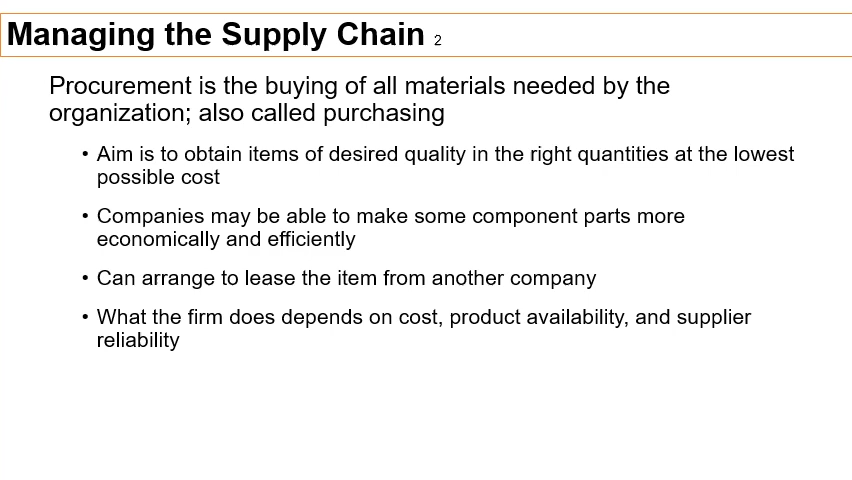 Managing the Supply Chain 2
Procurement is the buying of all materials needed by the
organization; also called purchasing
• Aim is to obtain items of desired quality in the right quantities at the lowest
possible cost
• Companies may be able to make some component parts more
economically and efficiently
• Can arrange to lease the item from another company
• What the firm does depends on cost, product availability, and supplier
reliability